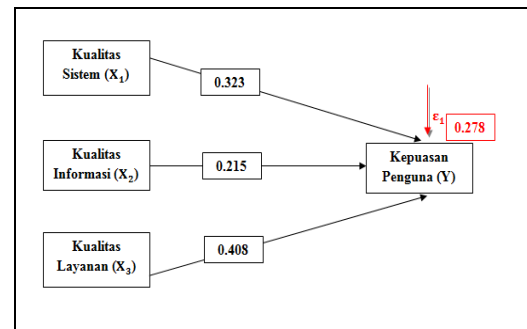 Kualitas
Sistem (X₁)
0.323
ε₁
0.278
Kualitas
Informasi (X₂)
0.215
Kepuasan
Penguna (Y)
Kualitas
Layanan (X₃)
0.408